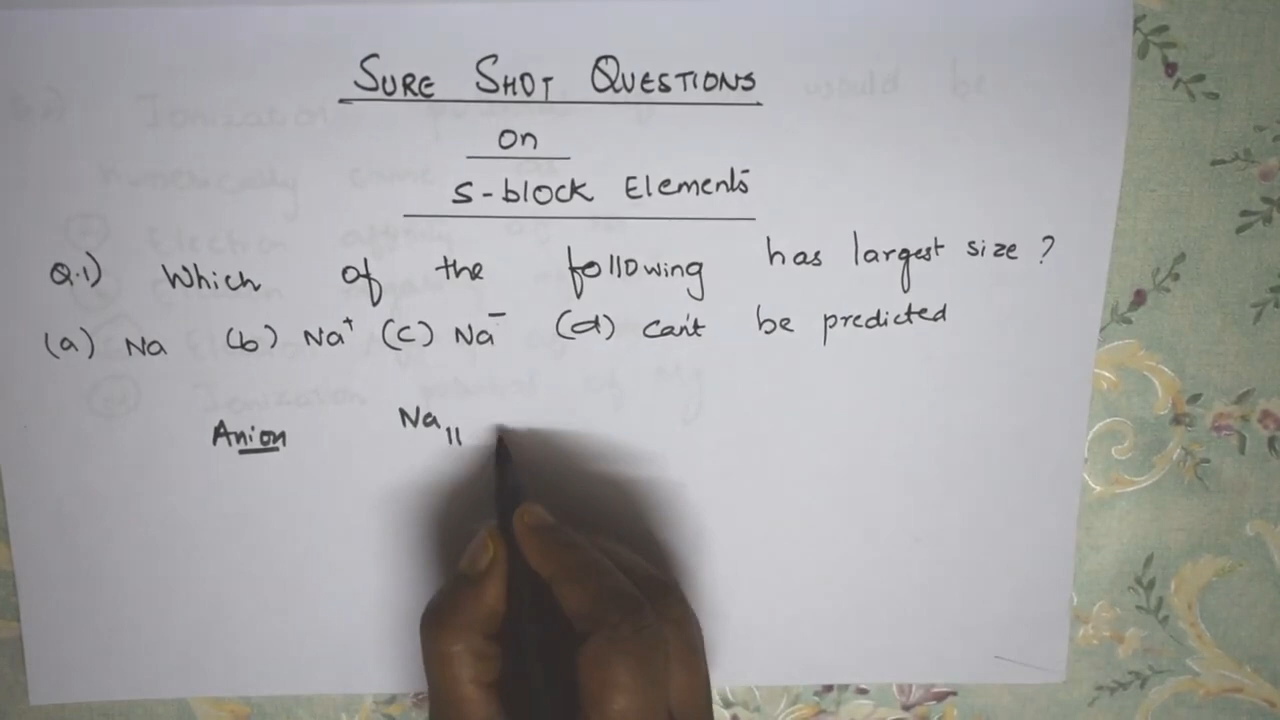 SURE SHOT QUESTIONS
on
S-block Elements
Q.1) Which of the following has largest size?
(a) Na (b) Na⁺ (c) Na⁻ (d) can't be predicted
Anion Na₁₁